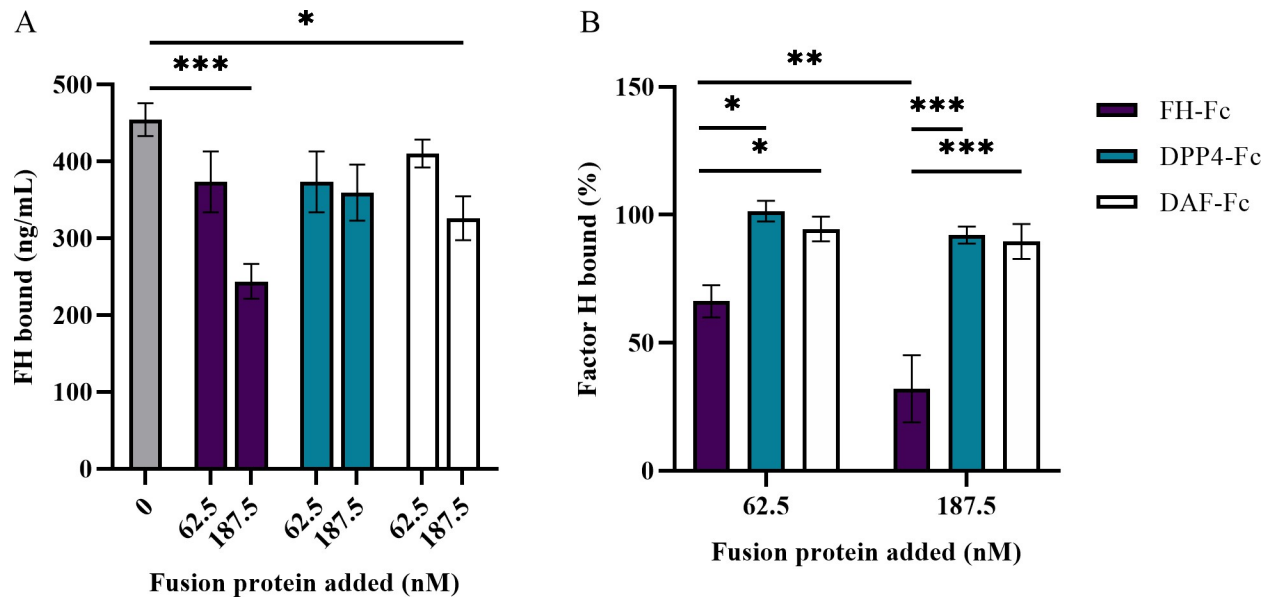 A
*
***
500
400
300
200
100
0
FH bound (ng/mL)
0
62.5
187.5
62.5
187.5
62.5
187.5
Fusion protein added (nM)
B
**
*
***
*
***
150
100
50
0
Factor H bound (%)
62.5
187.5
Fusion protein added (nM)
FH-Fc
DPP4-Fc
DAF-Fc